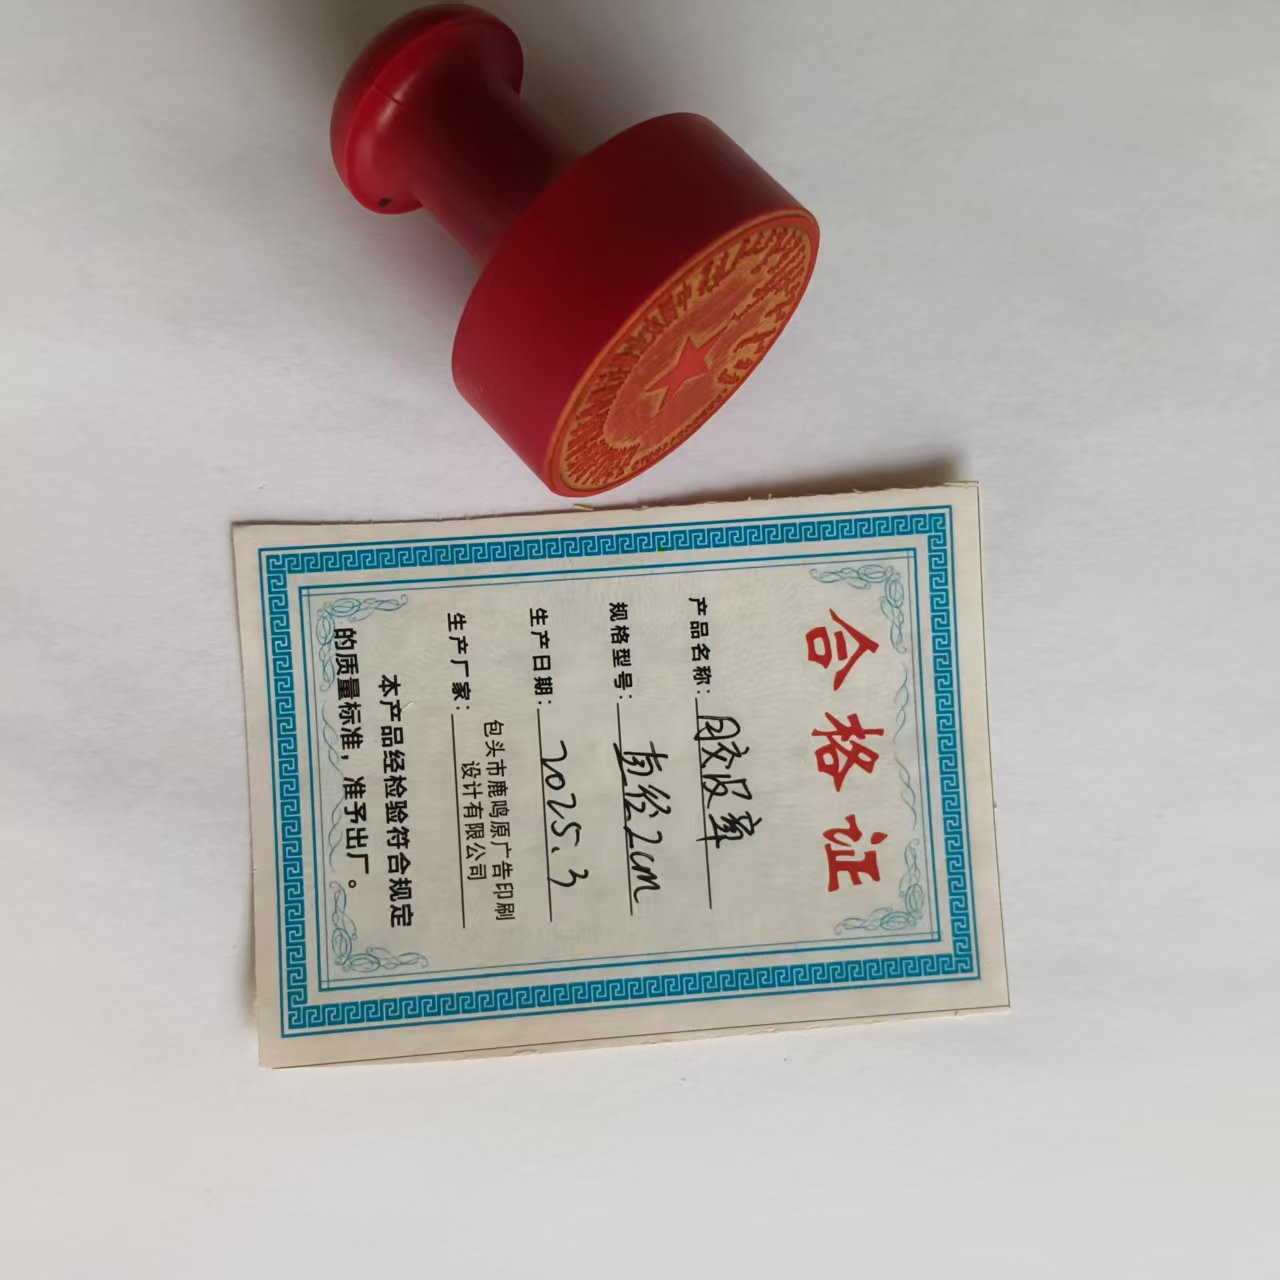 合格证
产品名称：胶皮章
规格型号：直径2cm
生产日期：2025.3
生产厂家：包头市鹿鸣原广告印刷
设计有限公司
本产品经检验符合规定
的质量标准，准予出厂。